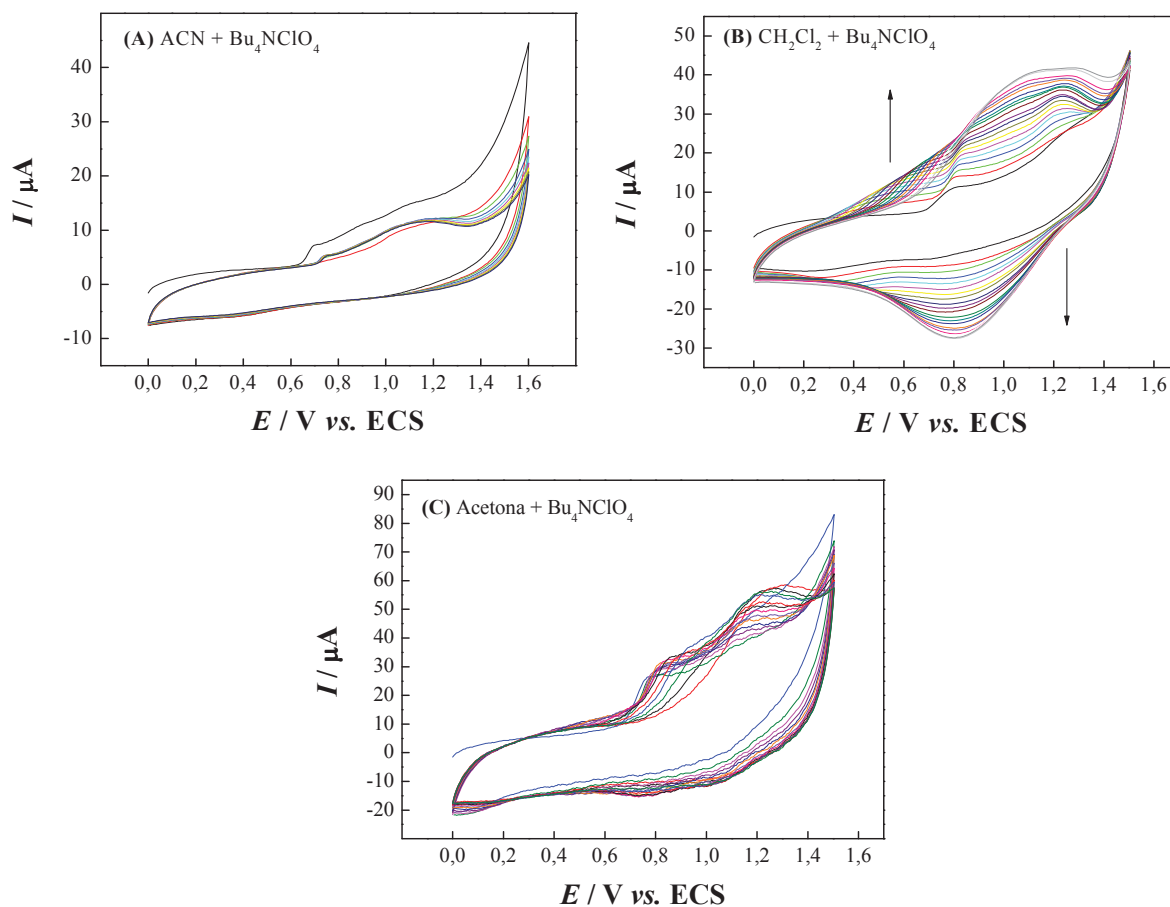 (A) ACN + Bu₄NClO₄
50
40
30
20
10
0
-10
I / µA
0,0 0,2 0,4 0,6 0,8 1,0 1,2 1,4 1,6
E / V vs. ECS
(B) CH₂Cl₂ + Bu₄NClO₄
50
40
30
20
10
0
-10
-20
-30
I / µA
0,0 0,2 0,4 0,6 0,8 1,0 1,2 1,4 1,6
E / V vs. ECS
(C) Acetona + Bu₄NClO₄
90
80
70
60
50
40
30
20
10
0
-10
-20
I / µA
0,0 0,2 0,4 0,6 0,8 1,0 1,2 1,4 1,6
E / V vs. ECS